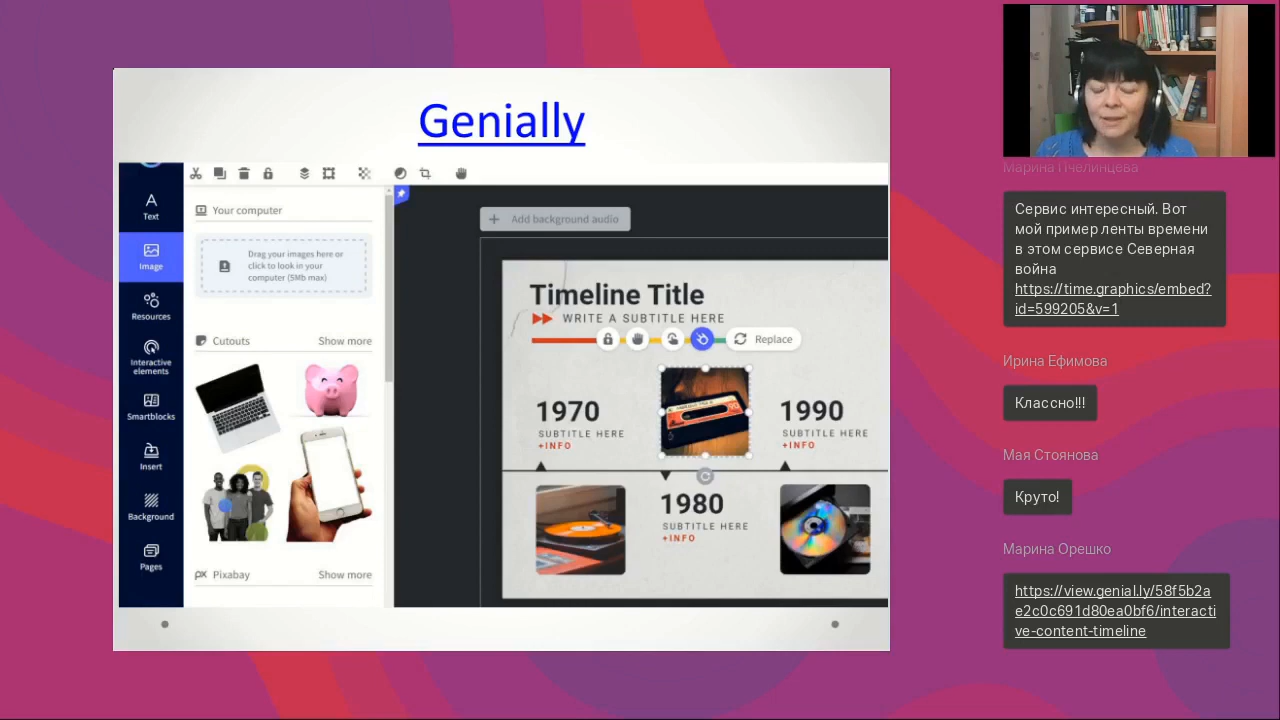 Genially
Text
Image
Resources
Interactive
elements
Smartblocks
Insert
Background
Pages
Your computer
Drag your images here or
click to look in your
computer (5Mb max)
Cutouts
Show more
px Pixabay
Show more
+ Add background audio
Timeline Title
WRITE A SUBTITLE HERE
Replace
1970
SUBTITLE HERE
+INFO
1990
SUBTITLE HERE
+INFO
1980
SUBTITLE HERE
+INFO
Марина Пчелинцева
Сервис интересный. Вот
мой пример ленты времени
в этом сервисе Северная
война
https://time.graphics/embed?
id=599205&v=1
Ирина Ефимова
Классно!!!
Мая Стоянова
Круто!
Марина Орешко
https://view.genial.ly/58f5b2a
e2c0c691d80ea0bf6/interacti
ve-content-timeline